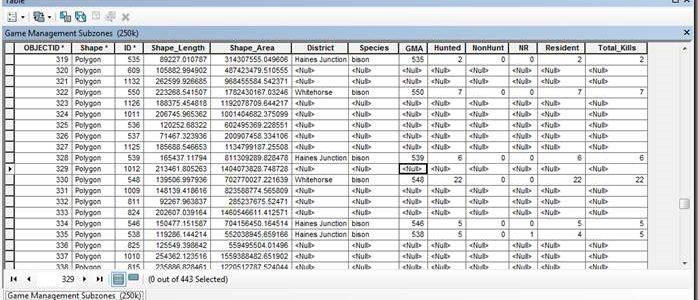 Table
Game Management Subzones (250k)
OBJECTID * Shape * ID * Shape_Length Shape_Area District Species GMA Hunted NonHunt NR Resident Total_Kills
319 Polygon 535 89227.010787 314307555.049606 Haines Junction bison 535 2 0 0 2 2
320 Polygon 609 105882.994902 487423479.510555 <Null> <Null> <Null> <Null> <Null> <Null> <Null> <Null>
321 Polygon 1132 262599.926685 968455584.542371 <Null> <Null> <Null> <Null> <Null> <Null> <Null> <Null>
322 Polygon 550 223268.541507 1782430167.03246 Whitehorse bison 550 7 0 0 7 7
323 Polygon 1126 188375.454818 1192078709.644217 <Null> <Null> <Null> <Null> <Null> <Null> <Null> <Null>
324 Polygon 1011 206745.965362 1001404682.375099 <Null> <Null> <Null> <Null> <Null> <Null> <Null> <Null>
325 Polygon 536 120252.68322 602495369.228551 <Null> <Null> <Null> <Null> <Null> <Null> <Null> <Null>
326 Polygon 537 71467.323936 200907458.334106 <Null> <Null> <Null> <Null> <Null> <Null> <Null> <Null>
327 Polygon 1125 185688.546653 1134799187.25508 <Null> <Null> <Null> <Null> <Null> <Null> <Null> <Null>
328 Polygon 539 165437.11794 811309289.828478 Haines Junction bison 539 6 0 0 6 6
329 Polygon 1012 213461.805263 1404073828.748728 <Null> <Null> <Null> <Null> <Null> <Null> <Null> <Null>
330 Polygon 548 139506.997936 702770027.221639 Whitehorse bison 548 22 0 0 22 22
331 Polygon 1009 148139.418616 823588774.565809 <Null> <Null> <Null> <Null> <Null> <Null> <Null> <Null>
332 Polygon 811 92267.963837 285237675.52471 <Null> <Null> <Null> <Null> <Null> <Null> <Null> <Null>
333 Polygon 824 202607.039164 1460546611.412571 <Null> <Null> <Null> <Null> <Null> <Null> <Null> <Null>
334 Polygon 546 150477.151587 704156450.164514 Haines Junction bison 546 5 0 0 5 5
335 Polygon 538 119286.144214 552038945.659166 Haines Junction bison 538 5 0 1 4 5
336 Polygon 825 125549.398642 559495504.01496 <Null> <Null> <Null> <Null> <Null> <Null> <Null> <Null>
337 Polygon 1010 254362.123516 1559388482.651902 <Null> <Null> <Null> <Null> <Null> <Null> <Null> <Null>
338 Polygon 815 235886.828461 1220512787.524044 <Null> <Null> <Null> <Null> <Null> <Null> <Null> <Null>
329 (0 out of 443 Selected)
Game Management Subzones (250k)